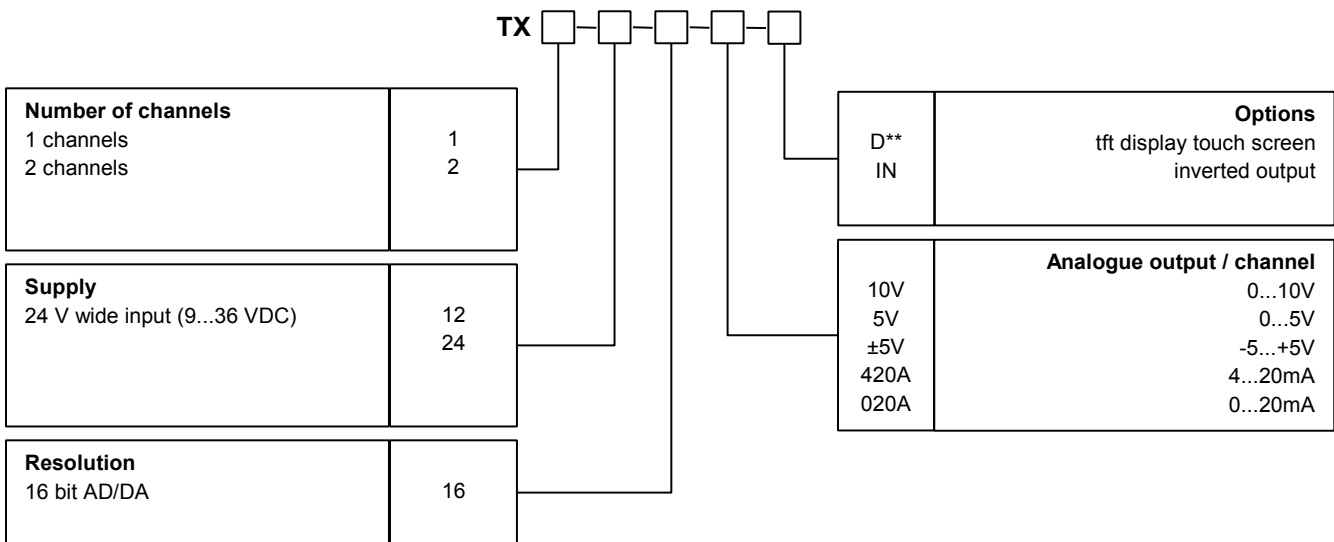 TX
Number of channels
1 channels 1
2 channels 2
Supply
24 V wide input (9...36 VDC) 12
24
Resolution
16 bit AD/DA 16
Options
D** tft display touch screen
IN inverted output
Analogue output / channel
10V 0...10V
5V 0...5V
±5V -5...+5V
420A 4...20mA
020A 0...20mA